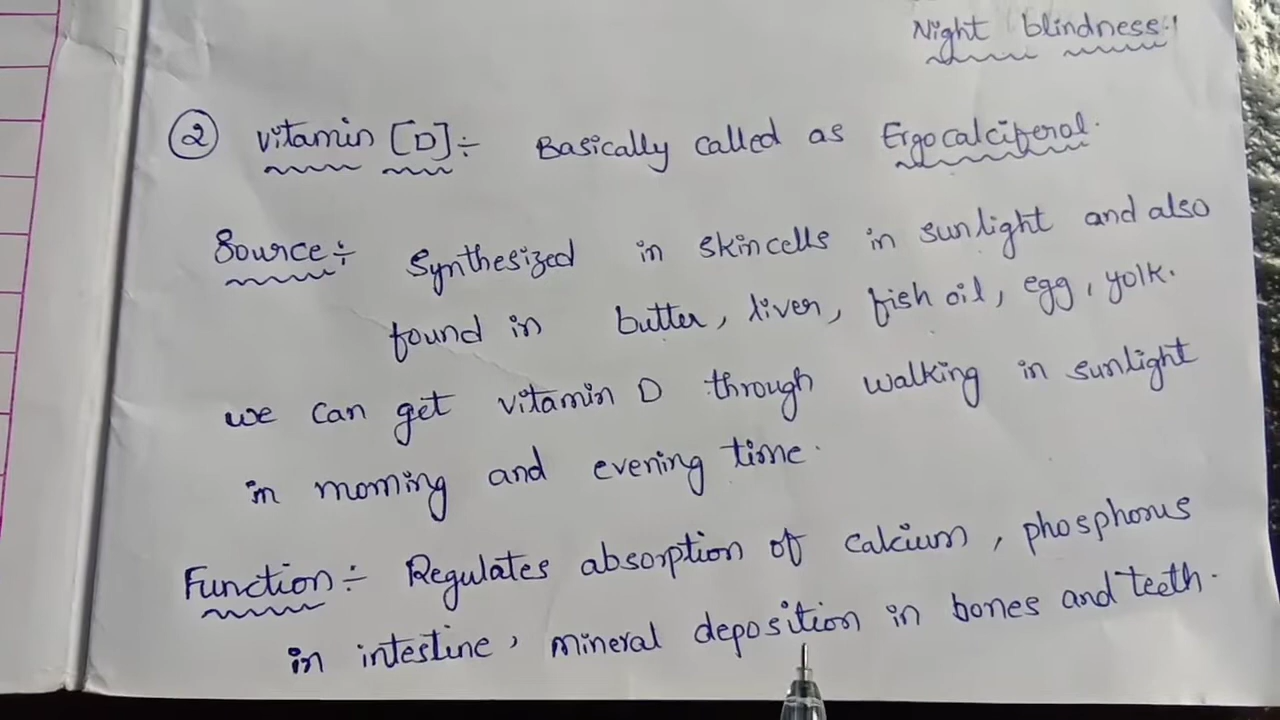 Night blindness!
② Vitamin [D]÷ Basically called as Ergocalciferal.
Source÷ Synthesized in skincells in sunlight and also
found in butter, liver, fish oil, egg, yolk.
we can get vitamin D through walking in sunlight
in morning and evening time.
Function÷ Regulates absorption of calcium, phosphorus
in intestine, mineral deposition in bones and teeth.